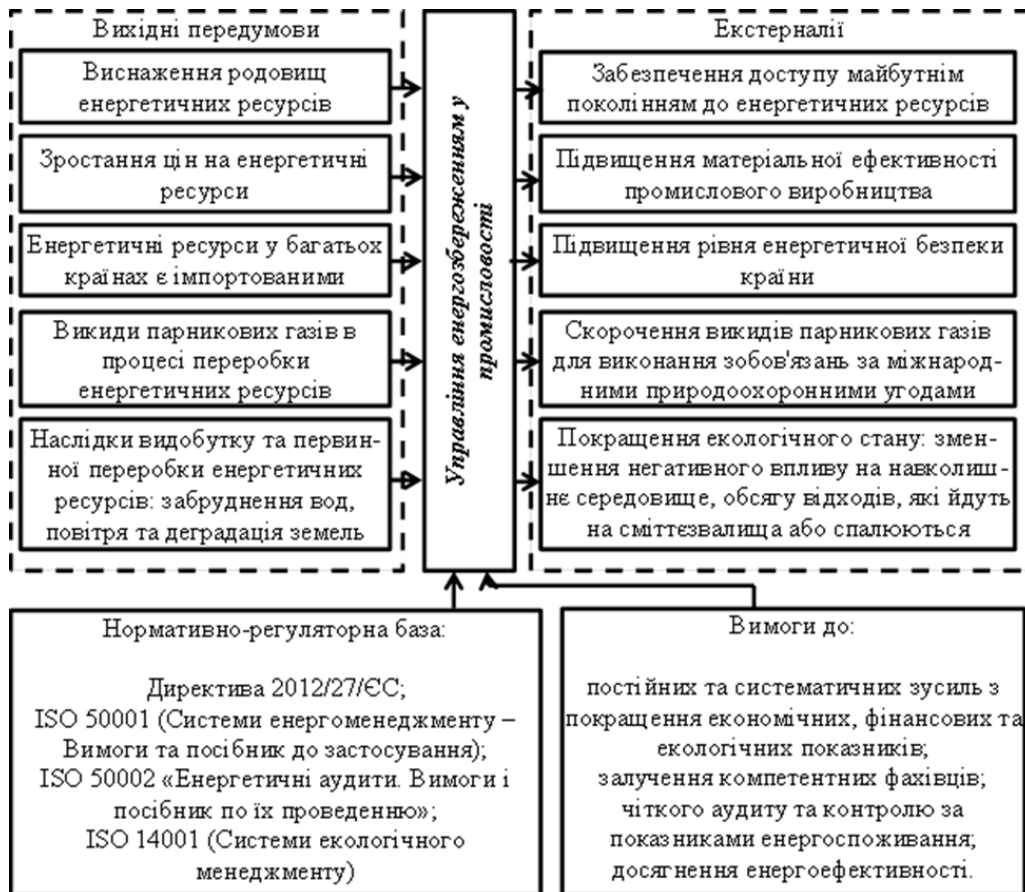 Вихідні передумови
Виснаження родовищ
енергетичних ресурсів
Зростання цін на енергетичні
ресурси
Енергетичні ресурси у багатьох
країнах є імпортованими
Викиди парникових газів в
процесі переробки
енергетичних ресурсів
Наслідки видобутку та первин-
ної переробки енергетичних
ресурсів: забруднення вод,
повітря та деградація земель
Управління енергозбереженням у
промисловості
Екстерналії
Забезпечення доступу майбутнім
поколінням до енергетичних ресурсів
Підвищення матеріальної ефективності
промислового виробництва
Підвищення рівня енергетичної безпеки
країни
Скорочення викидів парникових газів
для виконання зобов'язань за міжнарод-
ними природоохоронними угодами
Покращення екологічного стану: змен-
шення негативного впливу на навколиш-
нє середовище, обсягу відходів, які йдуть
на сміттєзвалища або спалюються
Нормативно-регуляторна база:
Директива 2012/27/ЄС;
ISO 50001 (Системи енергоменеджменту –
Вимоги та посібник до застосування);
ISO 50002 «Енергетичні аудити. Вимоги і
посібник по їх проведенню»;
ISO 14001 (Системи екологічного
менеджменту)
Вимоги до:
постійних та систематичних зусиль з
покращення економічних, фінансових та
екологічних показників;
залучення компетентних фахівців;
чіткого аудиту та контролю за
показниками енергоспоживання;
досягнення енергоефективності.